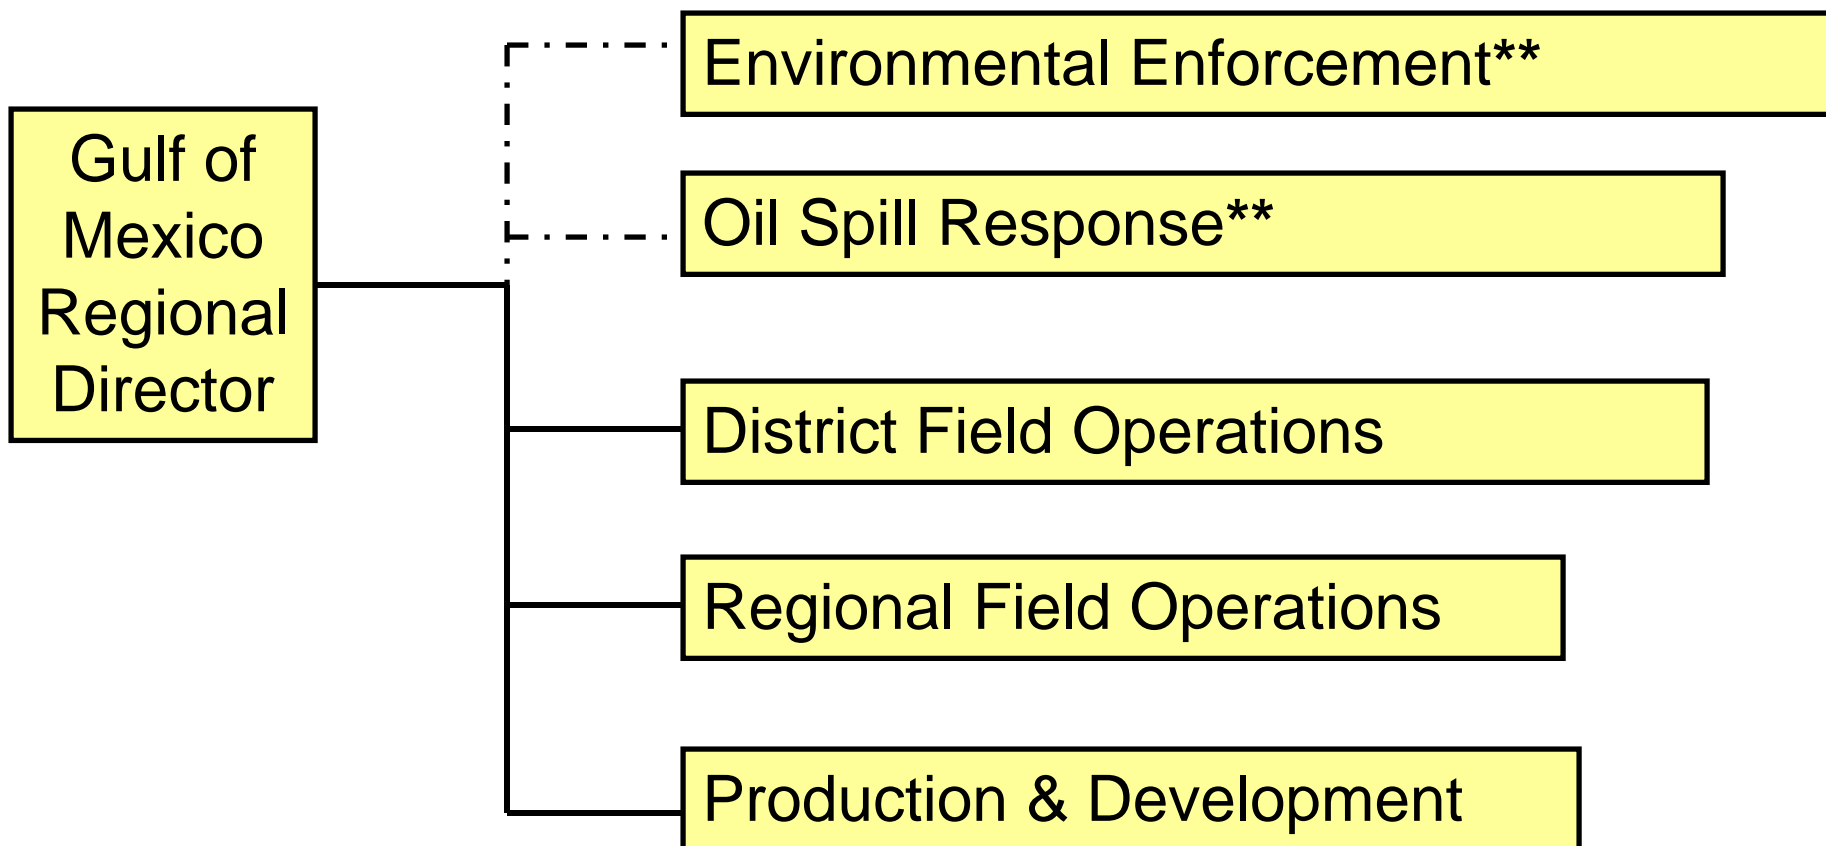 Environmental Enforcement**
Gulf of
Mexico
Regional
Director
Oil Spill Response**
District Field Operations
Regional Field Operations
Production & Development